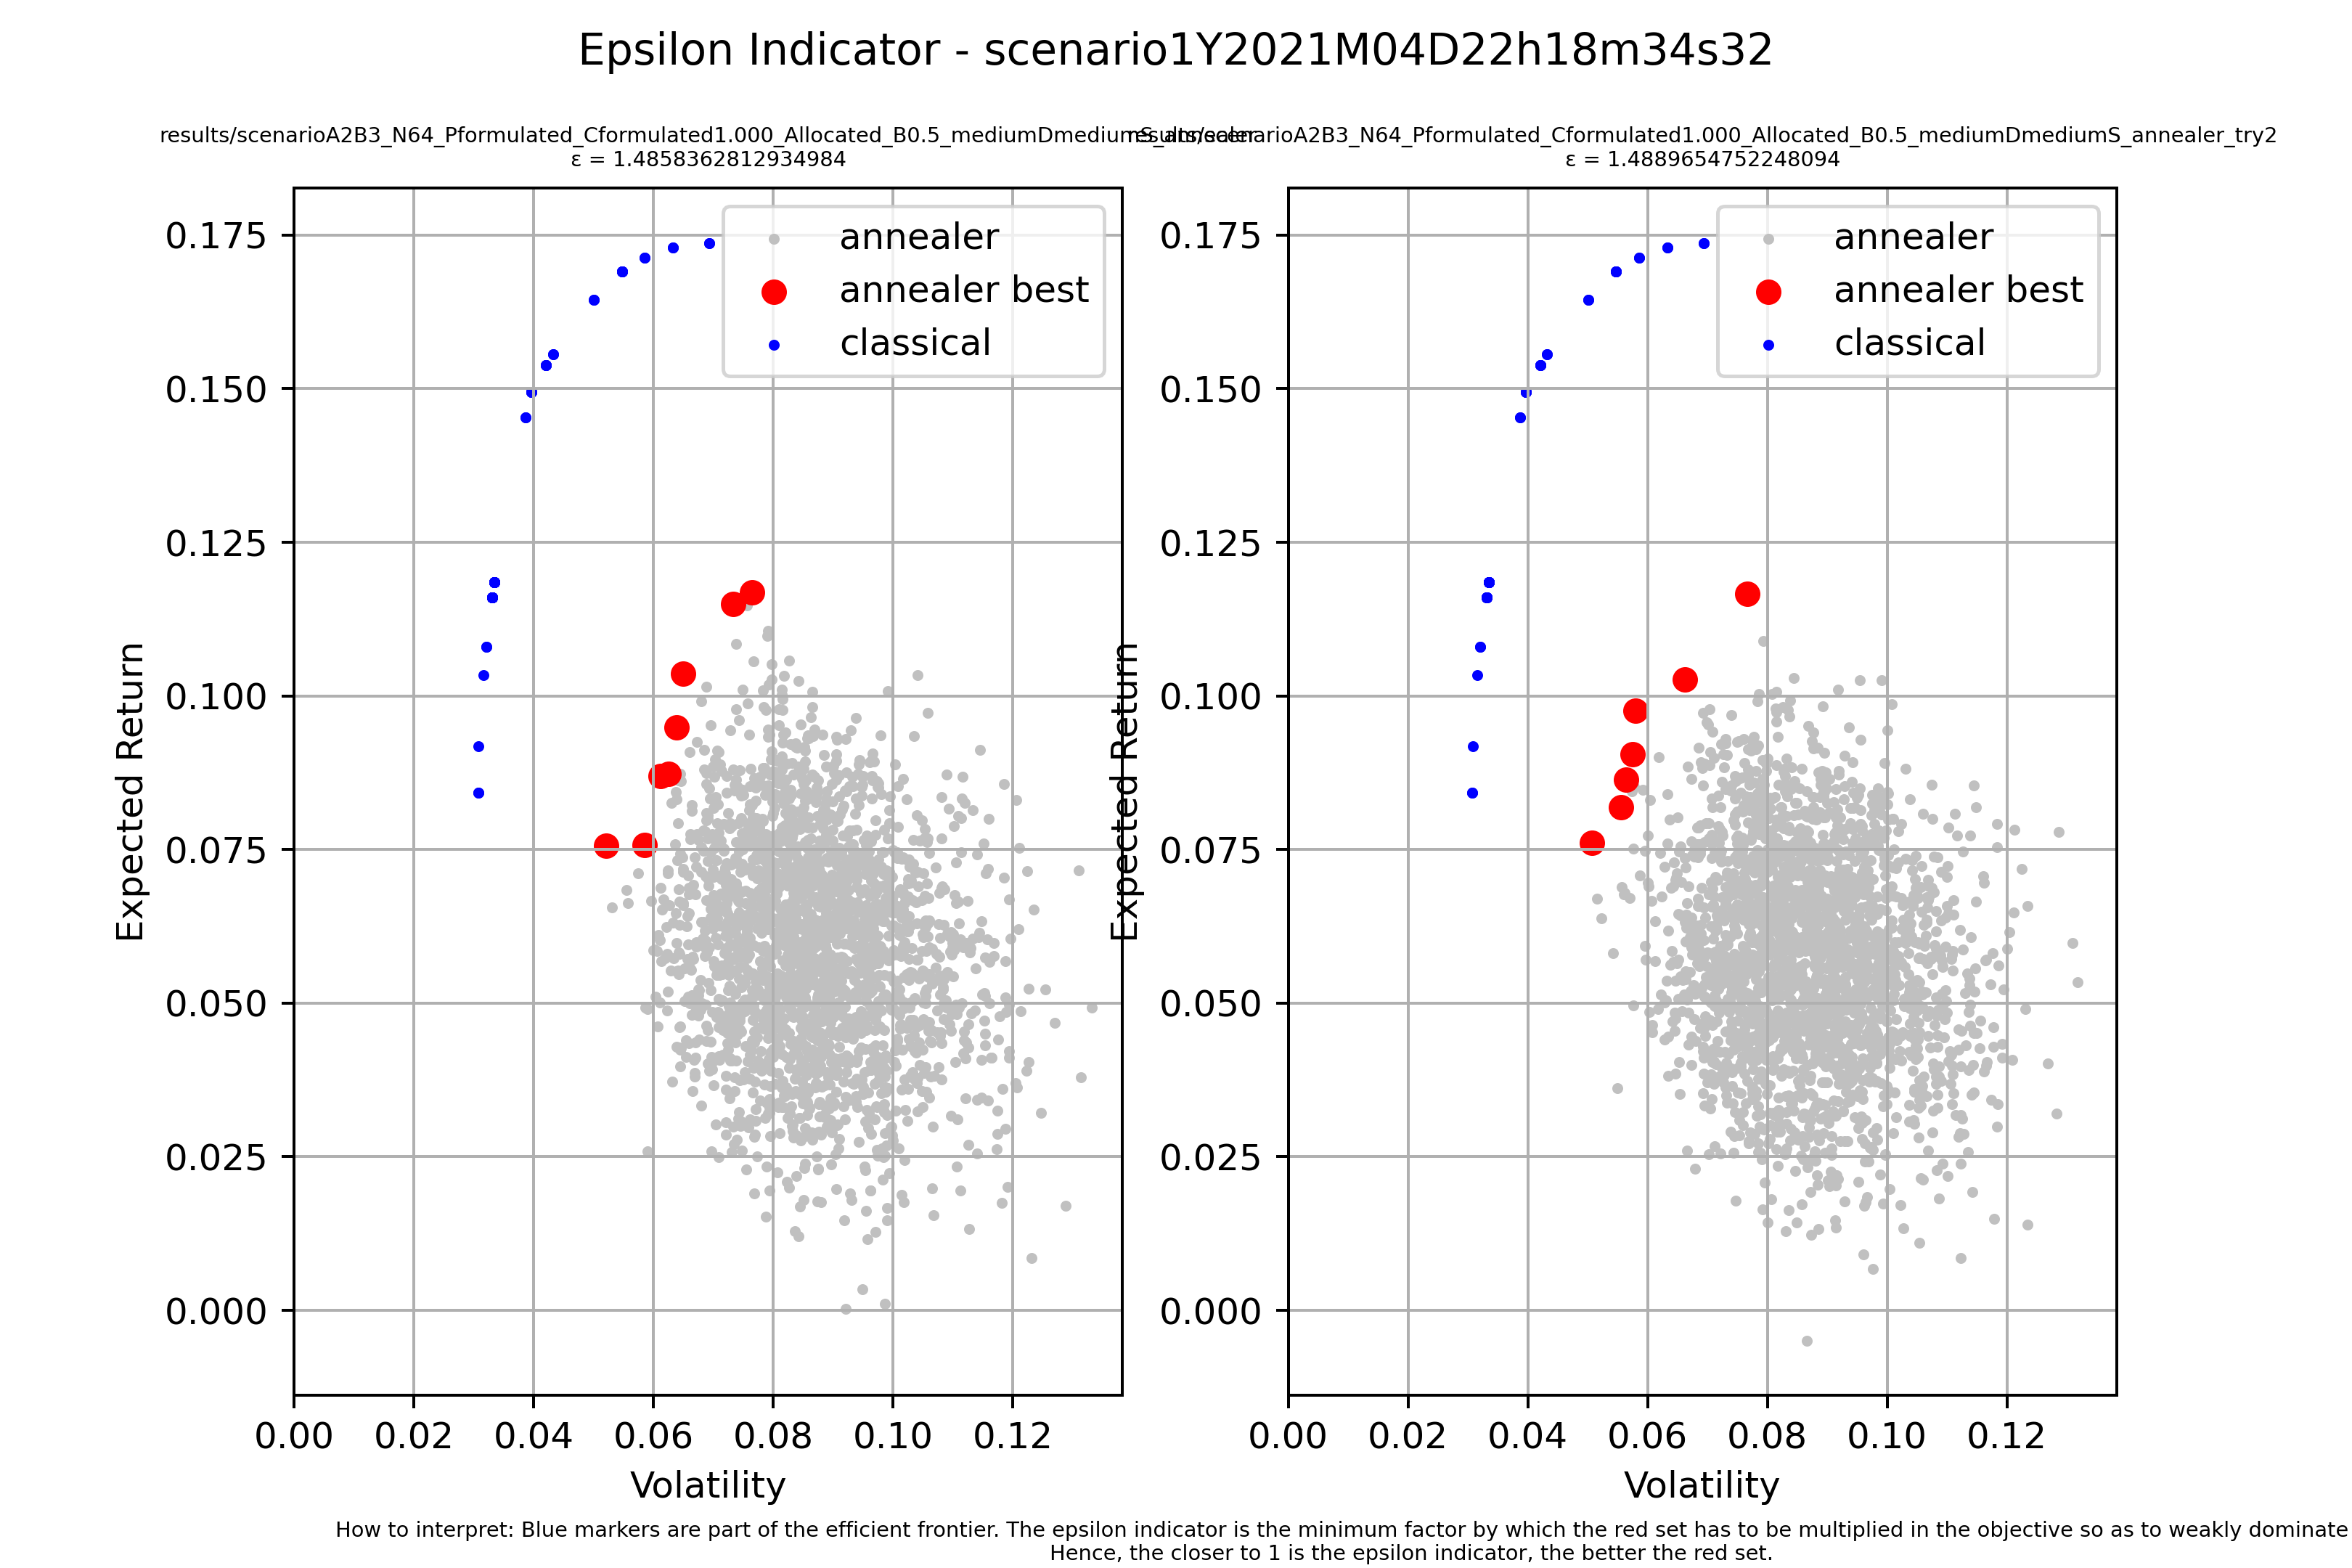 Epsilon Indicator - scenario1Y2021M04D22h18m34s32
results/scenarioA2B3_N64_Pformulated_Cformulated1.000_Allocated_B0.5_mediumDmediumS_annealer
ε = 1.4858362812934984
results/scenarioA2B3_N64_Pformulated_Cformulated1.000_Allocated_B0.5_mediumDmediumS_annealer_try2
ε = 1.4889654752248094
annealer
annealer best
classical
0.175
0.150
0.125
0.100
0.075
0.050
0.025
0.000
Expected Return
0.00 0.02 0.04 0.06 0.08 0.10 0.12
Volatility
annealer
annealer best
classical
0.175
0.150
0.125
0.100
0.075
0.050
0.025
0.000
Expected Return
0.00 0.02 0.04 0.06 0.08 0.10 0.12
Volatility
How to interpret: Blue markers are part of the efficient frontier. The epsilon indicator is the minimum factor by which the red set has to be multiplied in the objective so as to weakly dominate
Hence, the closer to 1 is the epsilon indicator, the better the red set.